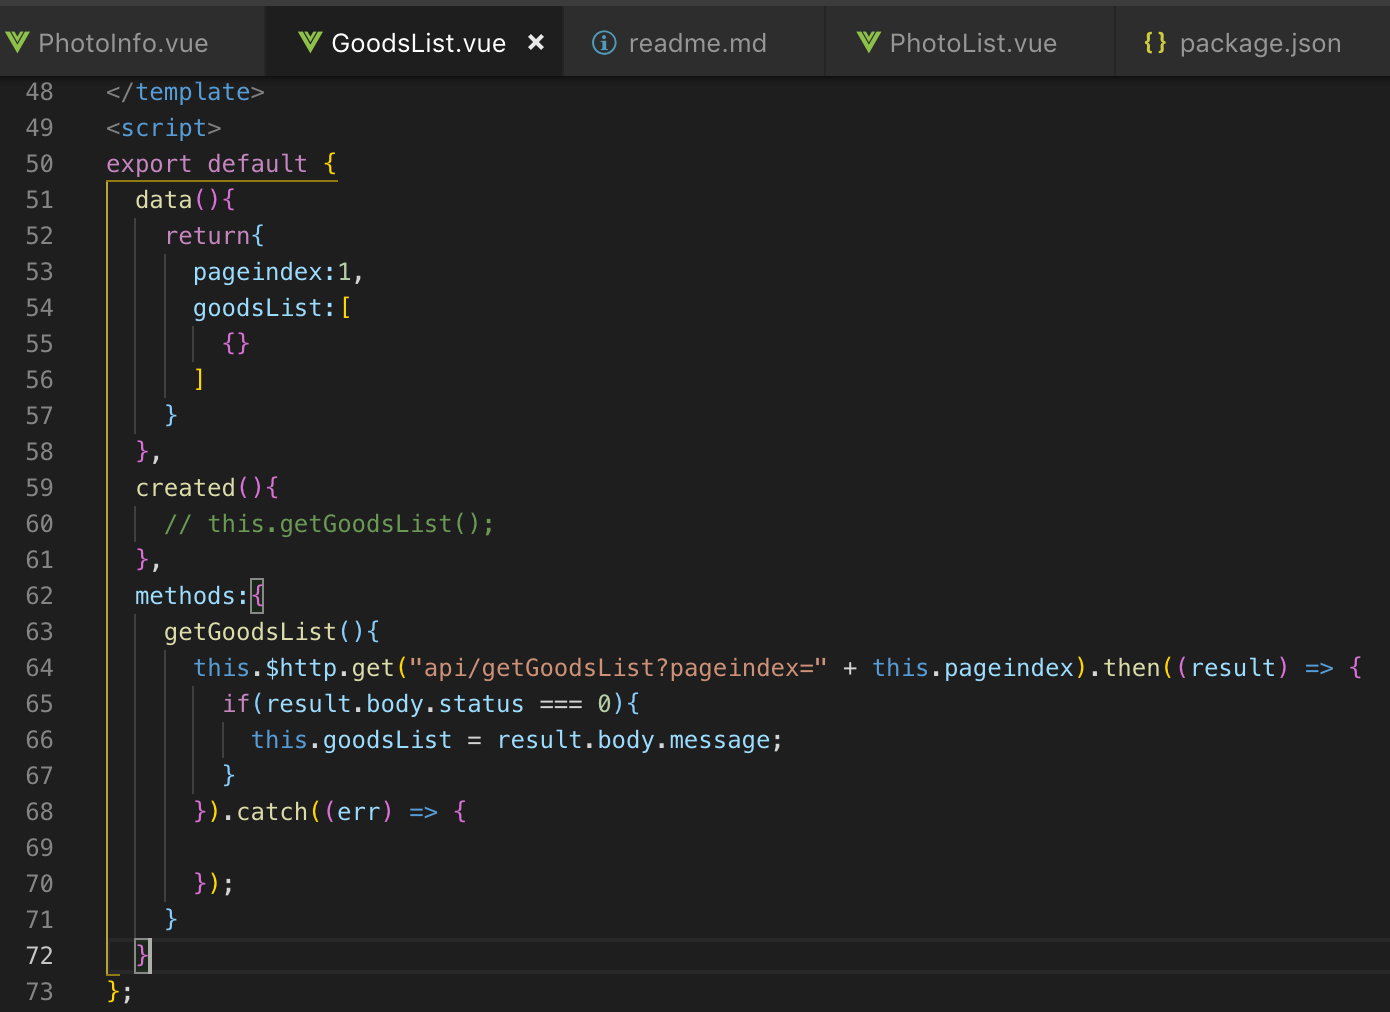 PhotoInfo.vue GoodsList.vue × readme.md PhotoList.vue {} package.json
48 </template>
49 <script>
50 export default {
51 data(){
52 return{
53 pageindex:1,
54 goodsList:[
55 {}
56 ]
57 }
58 },
59 created(){
60 // this.getGoodsList();
61 },
62 methods:{
63 getGoodsList(){
64 this.$http.get("api/getGoodsList?pageindex=" + this.pageindex).then((result) => {
65 if(result.body.status === 0){
66 this.goodsList = result.body.message;
67 }
68 }).catch((err) => {
69
70 });
71 }
72 }
73 };